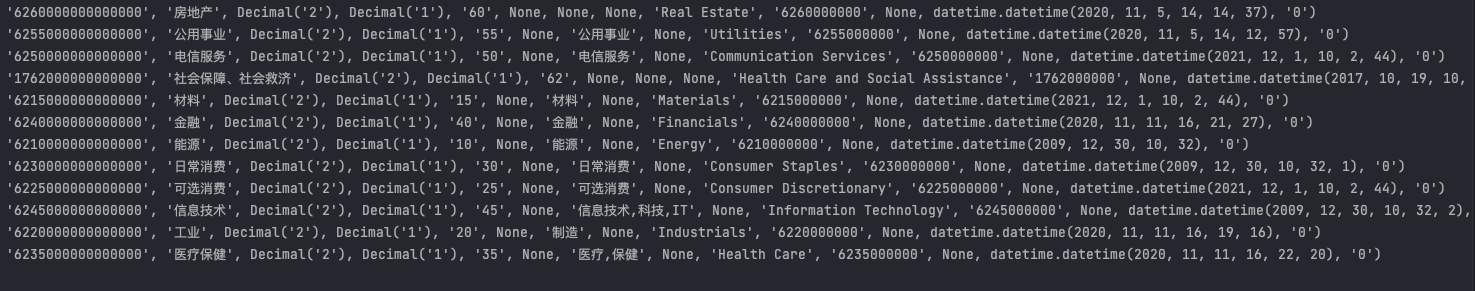 '6260000000000000', '房地产', Decimal('2'), Decimal('1'), '60', None, None, None, 'Real Estate', '6260000000', None, datetime.datetime(2020, 11, 5, 14, 14, 37), '0')
'6255000000000000', '公用事业', Decimal('2'), Decimal('1'), '55', None, '公用事业', None, 'Utilities', '6255000000', None, datetime.datetime(2020, 11, 5, 14, 12, 57), '0')
'6250000000000000', '电信服务', Decimal('2'), Decimal('1'), '50', None, '电信服务', None, 'Communication Services', '6250000000', None, datetime.datetime(2021, 12, 1, 10, 2, 44), '0')
'1762000000000000', '社会保障、社会救济', Decimal('2'), Decimal('1'), '62', None, None, None, 'Health Care and Social Assistance', '1762000000', None, datetime.datetime(2017, 10, 19, 10,
'6215000000000000', '材料', Decimal('2'), Decimal('1'), '15', None, '材料', None, 'Materials', '6215000000', None, datetime.datetime(2021, 12, 1, 10, 2, 44), '0')
'6240000000000000', '金融', Decimal('2'), Decimal('1'), '40', None, '金融', None, 'Financials', '6240000000', None, datetime.datetime(2020, 11, 11, 16, 21, 27), '0')
'6210000000000000', '能源', Decimal('2'), Decimal('1'), '10', None, '能源', None, 'Energy', '6210000000', None, datetime.datetime(2009, 12, 30, 10, 32), '0')
'6230000000000000', '日常消费', Decimal('2'), Decimal('1'), '30', None, '日常消费', None, 'Consumer Staples', '6230000000', None, datetime.datetime(2009, 12, 30, 10, 32, 1), '0')
'6225000000000000', '可选消费', Decimal('2'), Decimal('1'), '25', None, '可选消费', None, 'Consumer Discretionary', '6225000000', None, datetime.datetime(2021, 12, 1, 10, 2, 44), '0')
'6245000000000000', '信息技术', Decimal('2'), Decimal('1'), '45', None, '信息技术,科技,IT', None, 'Information Technology', '6245000000', None, datetime.datetime(2009, 12, 30, 10, 32, 2),
'6220000000000000', '工业', Decimal('2'), Decimal('1'), '20', None, '制造', None, 'Industrials', '6220000000', None, datetime.datetime(2020, 11, 11, 16, 19, 16), '0')
'6235000000000000', '医疗保健', Decimal('2'), Decimal('1'), '35', None, '医疗,保健', None, 'Health Care', '6235000000', None, datetime.datetime(2020, 11, 11, 16, 22, 20), '0')